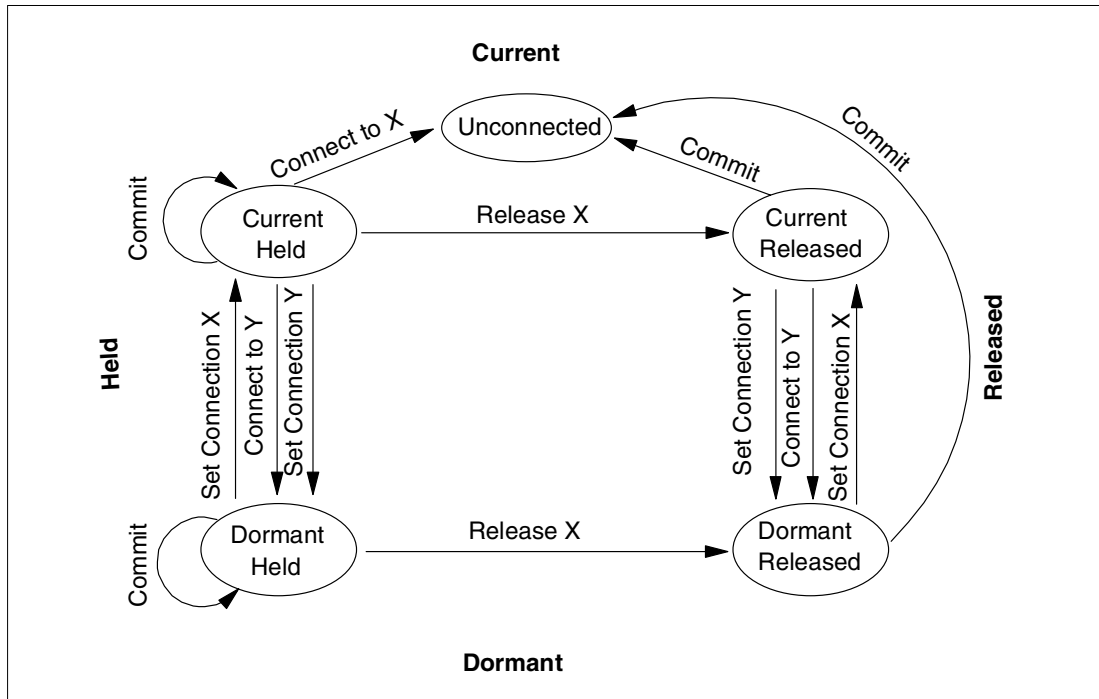 Current
Unconnected
Connect to X
Commit
Commit
Commit
Current
Held
Release X
Current
Released
Held
Set Connection X
Connect to Y
Set Connection Y
Set Connection Y
Connect to Y
Set Connection X
Released
Commit
Dormant
Held
Release X
Dormant
Released
Dormant